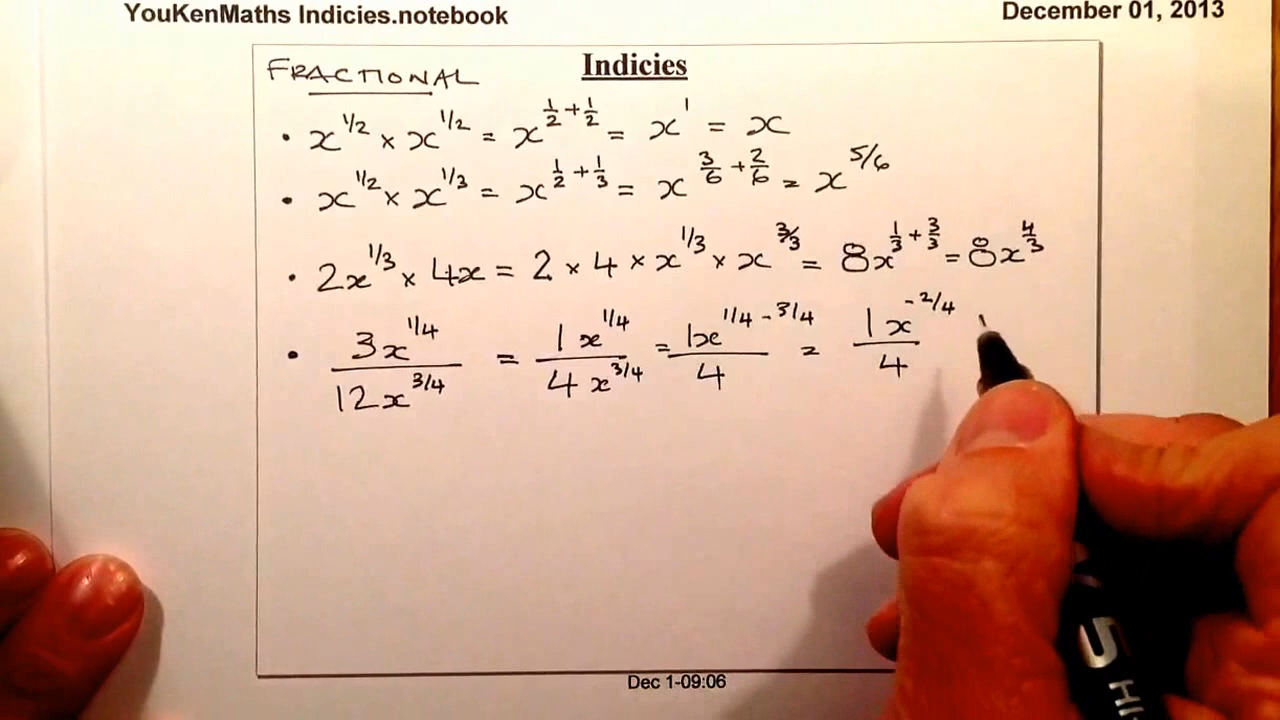 YouKenMaths Indicies.notebook December 01, 2013
FRACTIONAL Indicies
• x^1/2 × x^1/2 = x^(1/2 + 1/2) = x^1 = x
• x^1/2 × x^1/3 = x^(1/2 + 1/3) = x^(3/6 + 2/6) = x^5/6
• 2x^1/3 × 4x = 2 × 4 × x^1/3 × x^3/3 = 8x^(1/3 + 3/3) = 8x^4/3
• 3x^1/4 / 12x^3/4 = 1x^1/4 / 4x^3/4 = 1x^(1/4 - 3/4) / 4 = 1x^-2/4 / 4
Dec 1-09:06
5
HI